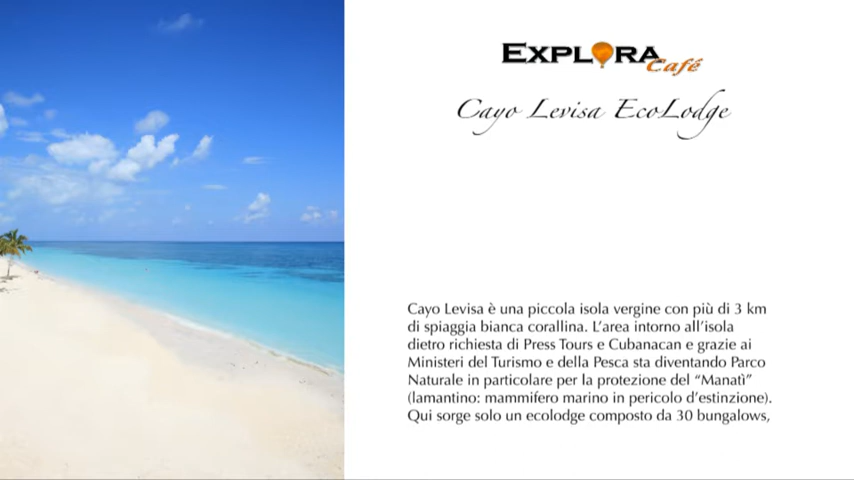 EXPLORA
Café
Cayo Levisa EcoLodge
Cayo Levisa è una piccola isola vergine con più di 3 km
di spiaggia bianca corallina. L’area intorno all’isola
dietro richiesta di Press Tours e Cubanacan e grazie ai
Ministeri del Turismo e della Pesca sta diventando Parco
Naturale in particolare per la protezione del “Manatì”
(lamantino: mammifero marino in pericolo d’estinzione).
Qui sorge solo un ecolodge composto da 30 bungalows,